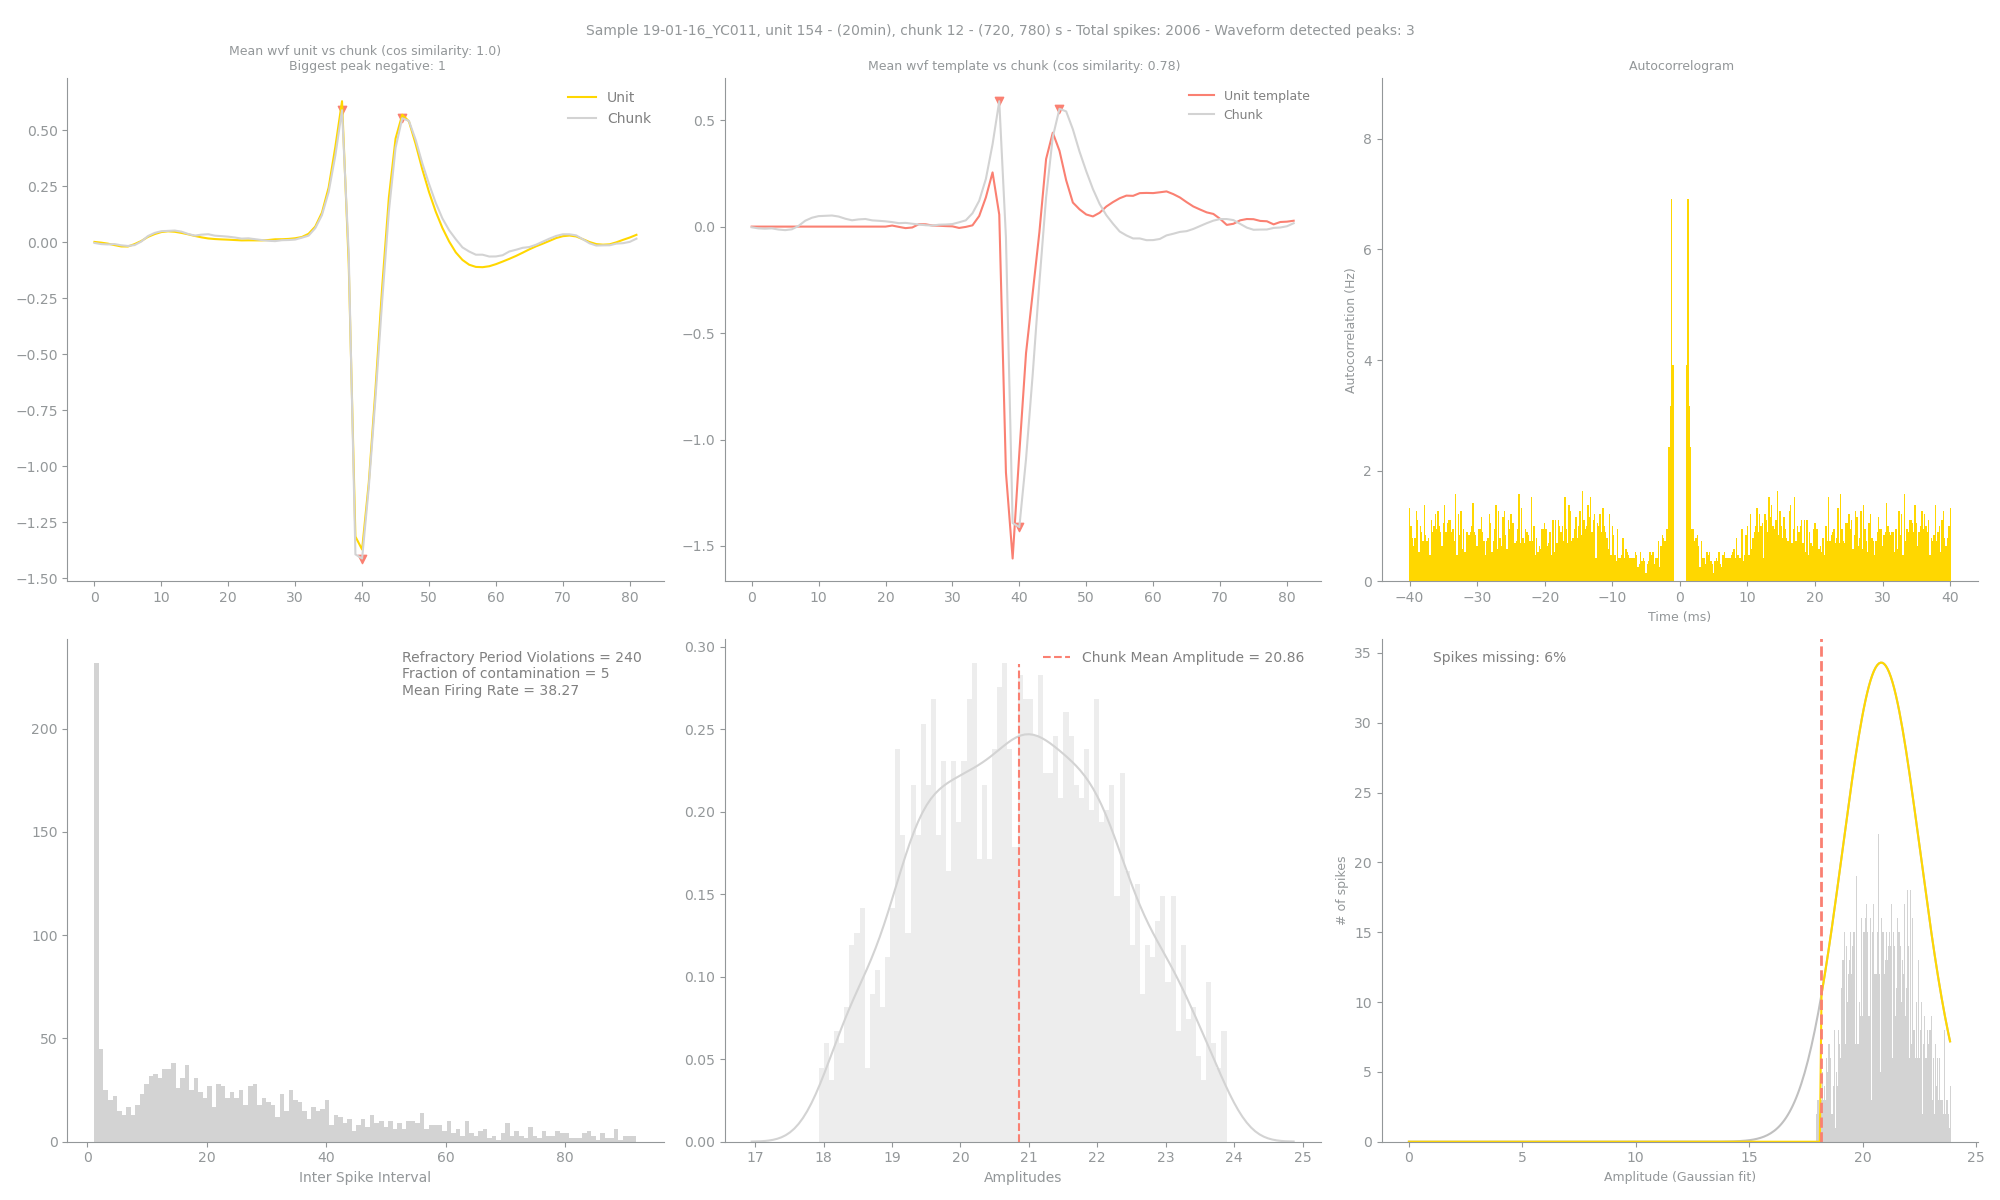 Sample 19-01-16_YC011, unit 154 - (20min), chunk 12 - (720, 780) s - Total spikes: 2006 - Waveform detected peaks: 3
Mean wvf unit vs chunk (cos similarity: 1.0)
Biggest peak negative: 1
Unit
Chunk
0.50
0.25
0.00
−0.25
−0.50
−0.75
−1.00
−1.25
−1.50
0 10 20 30 40 50 60 70 80
Mean wvf template vs chunk (cos similarity: 0.78)
Unit template
Chunk
0.5
0.0
−0.5
−1.0
−1.5
0 10 20 30 40 50 60 70 80
Autocorrelogram
Autocorrelation (Hz)
8
6
4
2
0
−40 −30 −20 −10 0 10 20 30 40
Time (ms)
Refractory Period Violations = 240
Fraction of contamination = 5
Mean Firing Rate = 38.27
200
150
100
50
0
0 20 40 60 80
Inter Spike Interval
Chunk Mean Amplitude = 20.86
0.30
0.25
0.20
0.15
0.10
0.05
0.00
17 18 19 20 21 22 23 24 25
Amplitudes
Spikes missing: 6%
# of spikes
35
30
25
20
15
10
5
0
0 5 10 15 20 25
Amplitude (Gaussian fit)